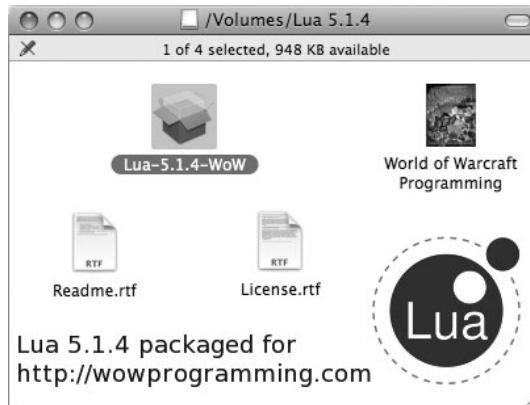 /Volumes/Lua 5.1.4
1 of 4 selected, 948 KB available
Lua-5.1.4-WoW
World of Warcraft
Programming
RTF
RTF
Readme.rtf
License.rtf
Lua
Lua 5.1.4 packaged for
http://wowprogramming.com